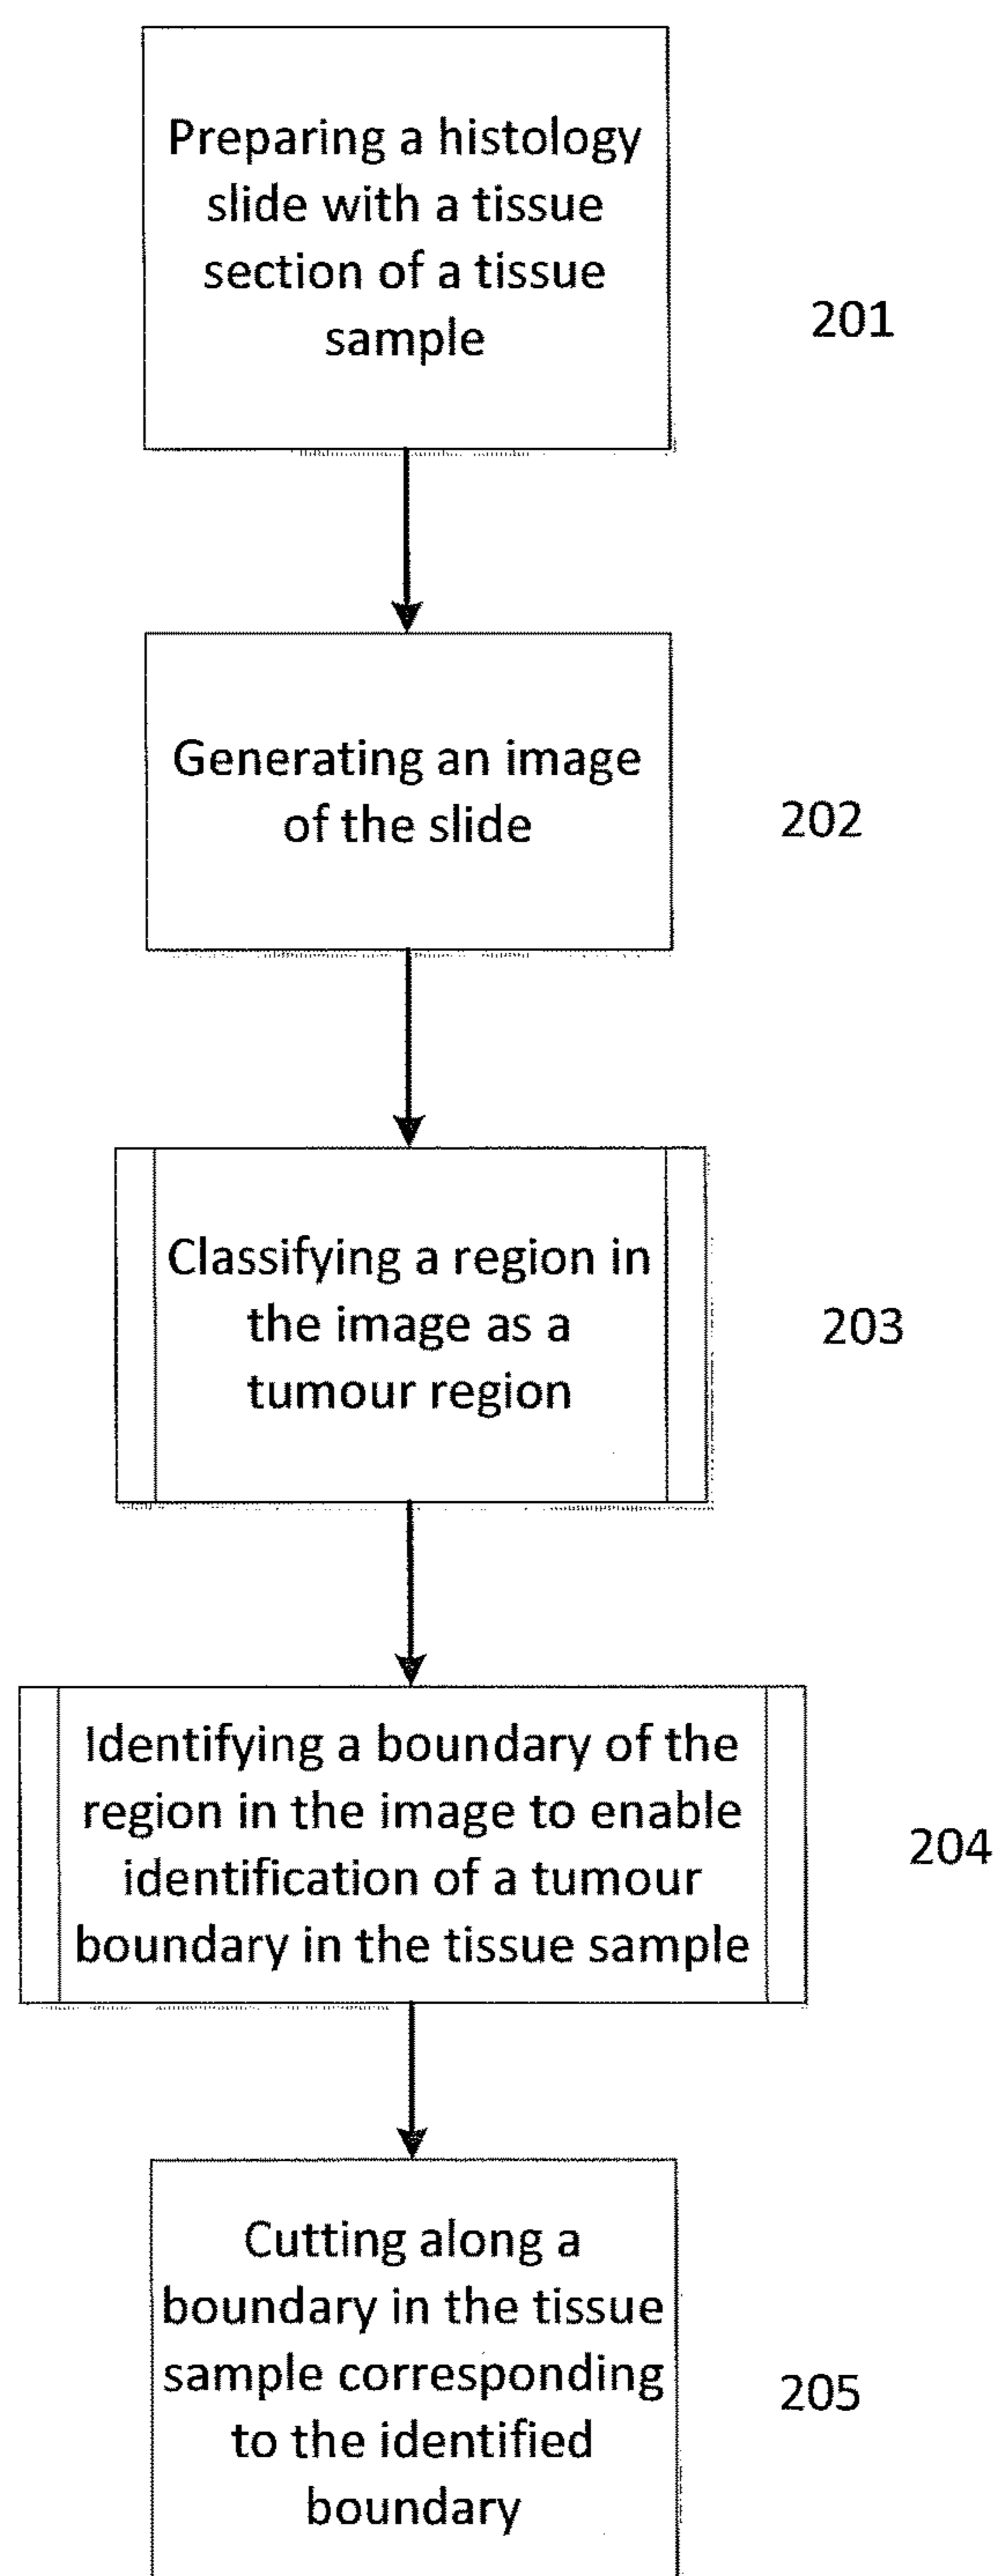 Preparing a histology
slide with a tissue
section of a tissue
sample
201
Generating an image
of the slide
202
Classifying a region in
the image as a
tumour region
203
Identifying a boundary of the
region in the image to enable
identification of a tumour
boundary in the tissue sample
204
Cutting along a
boundary in the tissue
sample corresponding
to the identified
boundary
205